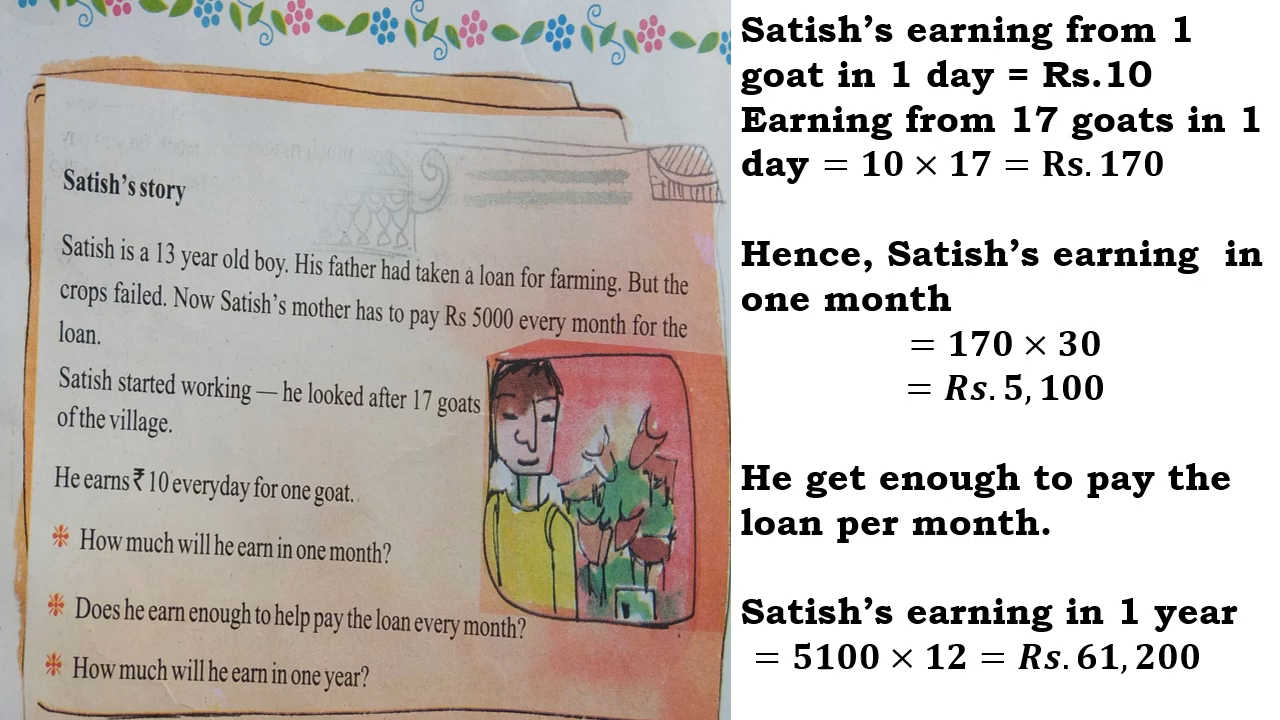 Satish's story
Satish is a 13 year old boy. His father had taken a loan for farming. But the
crops failed. Now Satish's mother has to pay Rs 5000 every month for the
loan.
Satish started working — he looked after 17 goats
of the village.
He earns ₹ 10 everyday for one goat.
How much will he earn in one month?
Does he earn enough to help pay the loan every month?
How much will he earn in one year?
Satish's earning from 1
goat in 1 day = Rs.10
Earning from 17 goats in 1
day = 10 × 17 = Rs. 170
Hence, Satish's earning in
one month
= 170 × 30
= Rs. 5, 100
He get enough to pay the
loan per month.
Satish's earning in 1 year
= 5100 × 12 = Rs. 61, 200